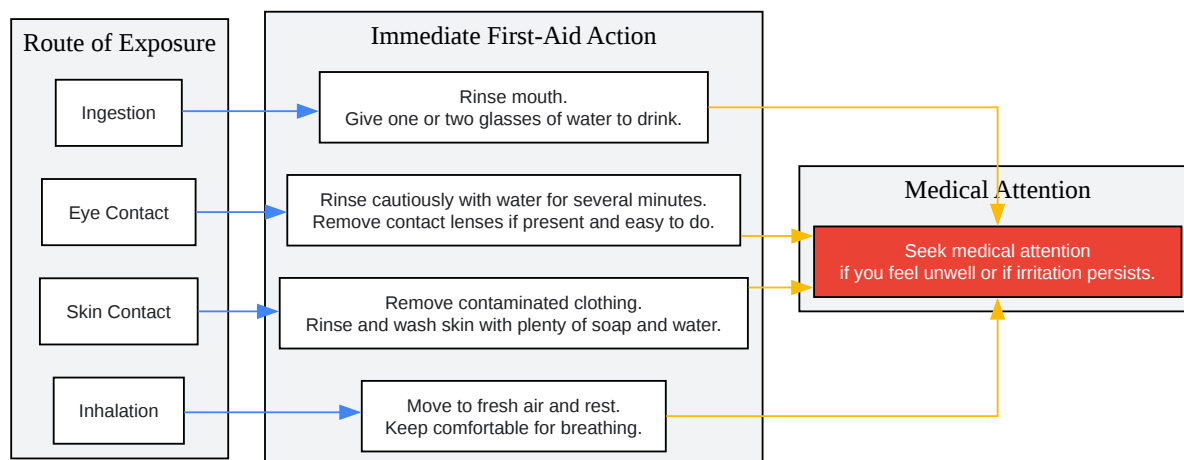 Route of Exposure
Immediate First-Aid Action
Ingestion
Rinse mouth.
Give one or two glasses of water to drink.
Medical Attention
Eye Contact
Rinse cautiously with water for several minutes.
Remove contact lenses if present and easy to do.
Seek medical attention
if you feel unwell or if irritation persists.
Skin Contact
Remove contaminated clothing.
Rinse and wash skin with plenty of soap and water.
Inhalation
Move to fresh air and rest.
Keep comfortable for breathing.